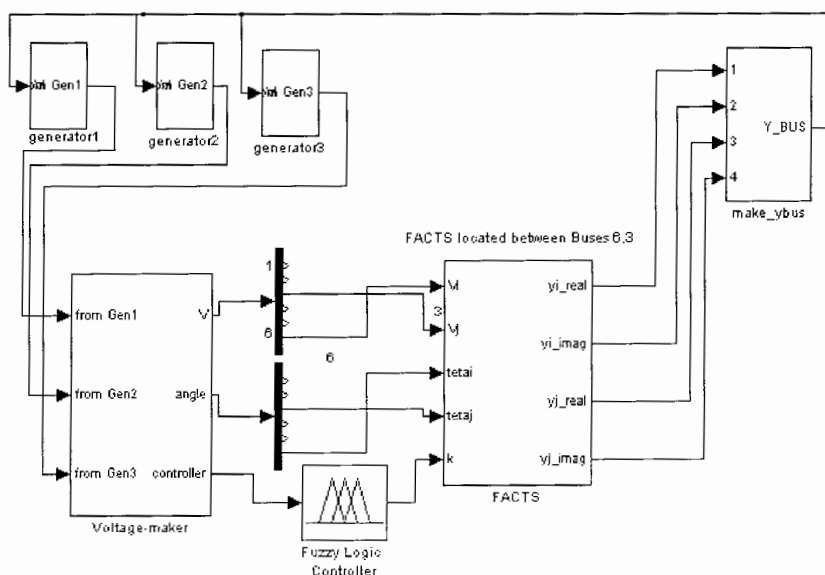 Gen1
generator1
Gen2
generator2
Gen3
generator3
1
2
3
4
Y_BUS
make_ybus
FACTS located between Buses 6,3
from Gen1
from Gen2
from Gen3
V
angle
controller
Voltage-maker
1
6
6
3
Vi
Vj
tetai
tetaj
k
yi_real
yi_imag
yj_real
yj_imag
FACTS
Fuzzy Logic
Controller